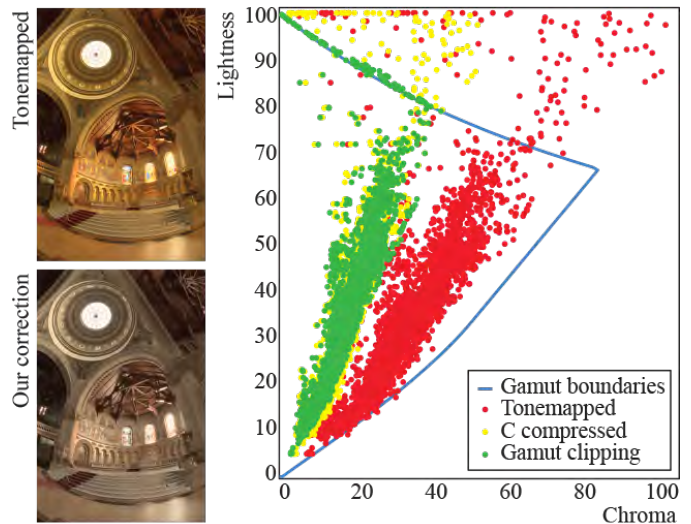 Tonemapped
Our correction
Lightness
100
90
80
70
60
50
40
30
20
10
0
0
20
40
60
80
100
Chroma
Gamut boundaries
Tonemapped
C compressed
Gamut clipping